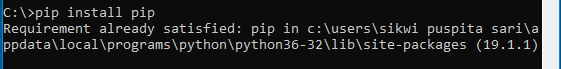 C:\>pip install pip
Requirement already satisfied: pip in c:\users\sikwi puspita sari\a
ppdata\local\programs\python\python36-32\lib\site-packages (19.1.1)